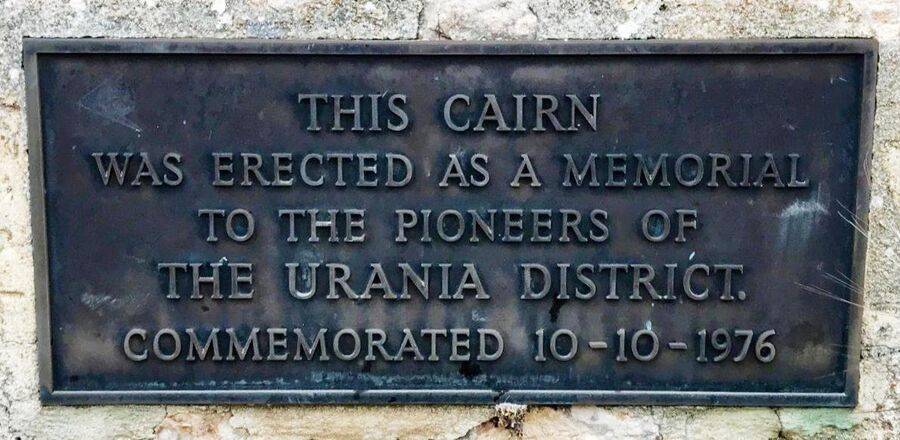 THIS CAIRN
WAS ERECTED AS A MEMORIAL
TO THE PIONEERS OF
THE URANIA DISTRICT.
COMMEMORATED 10-10-1976